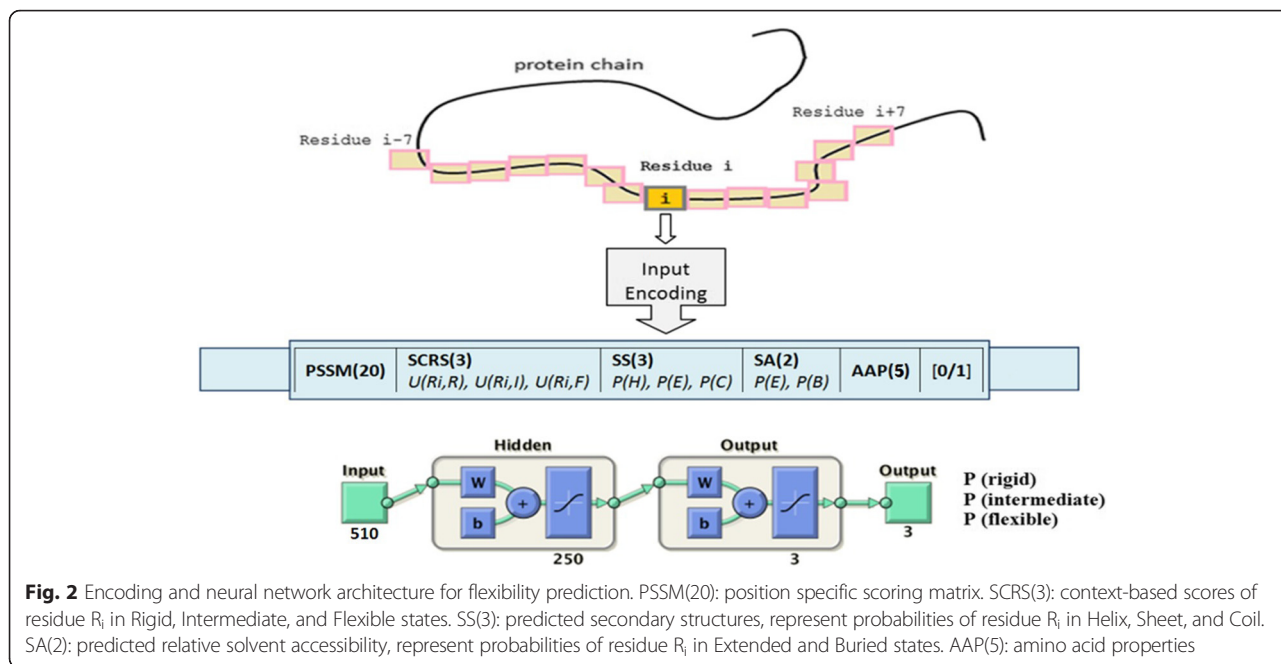 protein chain
Residue i-7
Residue i+7
Residue i
i
Input
Encoding
PSSM(20)
SCRS(3)
U(Ri,R), U(Ri,I), U(Ri,F)
SS(3)
P(H), P(E), P(C)
SA(2)
P(E), P(B)
AAP(5)
[0/1]
Input
510
Hidden
W
b
+
250
Output
W
b
+
3
Output
3
P (rigid)
P (intermediate)
P (flexible)
Fig. 2 Encoding and neural network architecture for flexibility prediction. PSSM(20): position specific scoring matrix. SCRS(3): context-based scores of
residue Ri in Rigid, Intermediate, and Flexible states. SS(3): predicted secondary structures, represent probabilities of residue Ri in Helix, Sheet, and Coil.
SA(2): predicted relative solvent accessibility, represent probabilities of residue Ri in Extended and Buried states. AAP(5): amino acid properties